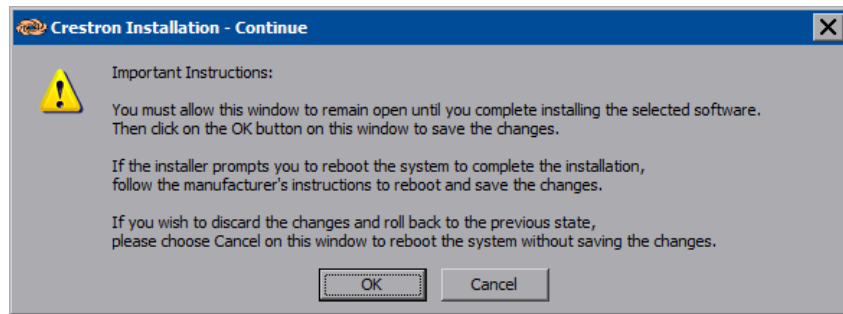 Crestron Installation - Continue
Important Instructions:
You must allow this window to remain open until you complete installing the selected software.
Then click on the OK button on this window to save the changes.
If the installer prompts you to reboot the system to complete the installation,
follow the manufacturer's instructions to reboot and save the changes.
If you wish to discard the changes and roll back to the previous state,
please choose Cancel on this window to reboot the system without saving the changes.
OK Cancel